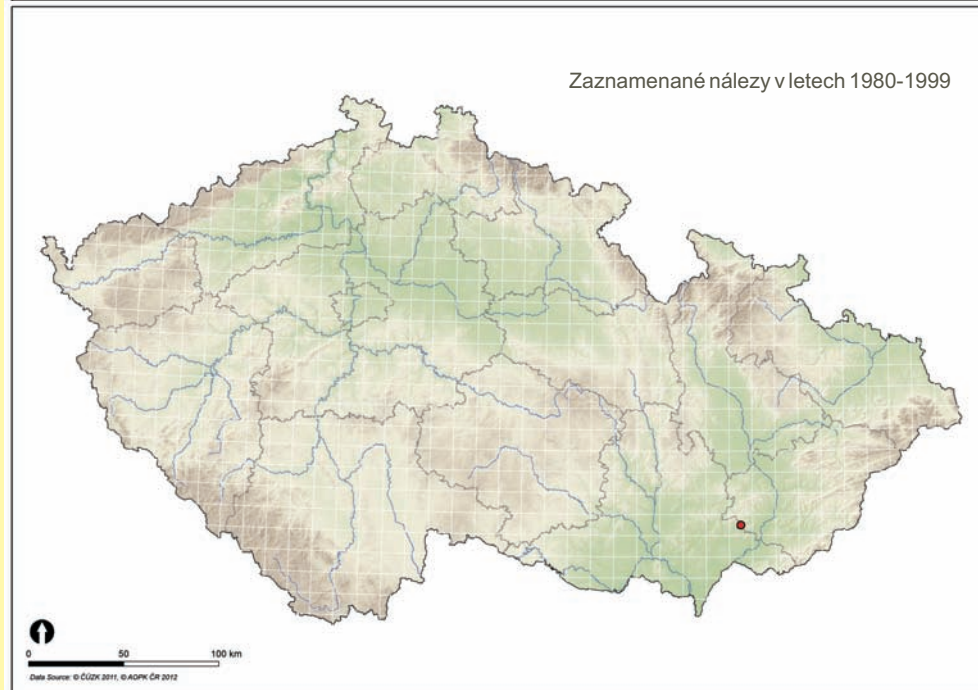 Zaznamenané nálezy v letech 1980-1999
0 50 100 km
Data Source: © ČÚZK 2011, © AOPK ČR 2012